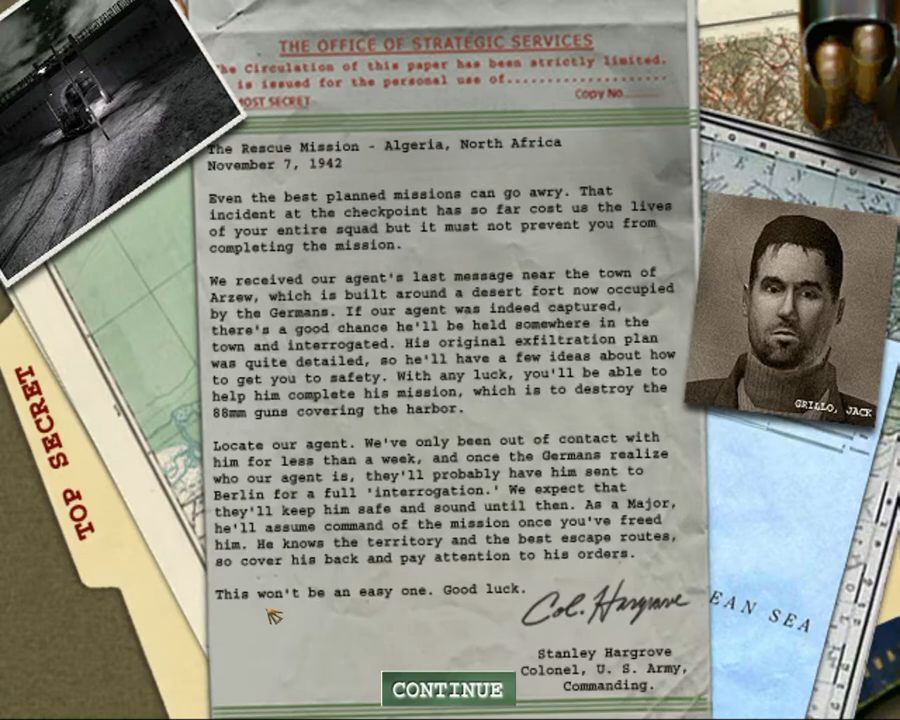 THE OFFICE OF STRATEGIC SERVICES
The Circulation of this paper has been strictly limited.
is issued for the personal use of...................
MOST SECRET
Copy No.........
The Rescue Mission - Algeria, North Africa
November 7, 1942
Even the best planned missions can go awry. That
incident at the checkpoint has so far cost us the lives
of your entire squad but it must not prevent you from
completing the mission.
We received our agent's last message near the town of
Arzew, which is built around a desert fort now occupied
by the Germans. If our agent was indeed captured,
there's a good chance he'll be held somewhere in the
town and interrogated. His original exfiltration plan
was quite detailed, so he'll have a few ideas about how
to get you to safety. With any luck, you'll be able to
help him complete his mission, which is to destroy the
88mm guns covering the harbor.
Locate our agent. We've only been out of contact with
him for less than a week, and once the Germans realize
who our agent is, they'll probably have him sent to
Berlin for a full 'interrogation.' We expect that
they'll keep him safe and sound until then. As a Major,
he'll assume command of the mission once you've freed
him. He knows the territory and the best escape routes,
so cover his back and pay attention to his orders.
This won't be an easy one. Good luck.
Col. Hargrove
Stanley Hargrove
Colonel, U. S. Army,
Commanding.
CONTINUE
TOP SECRET
GRILLO, JACK
EAN SEA